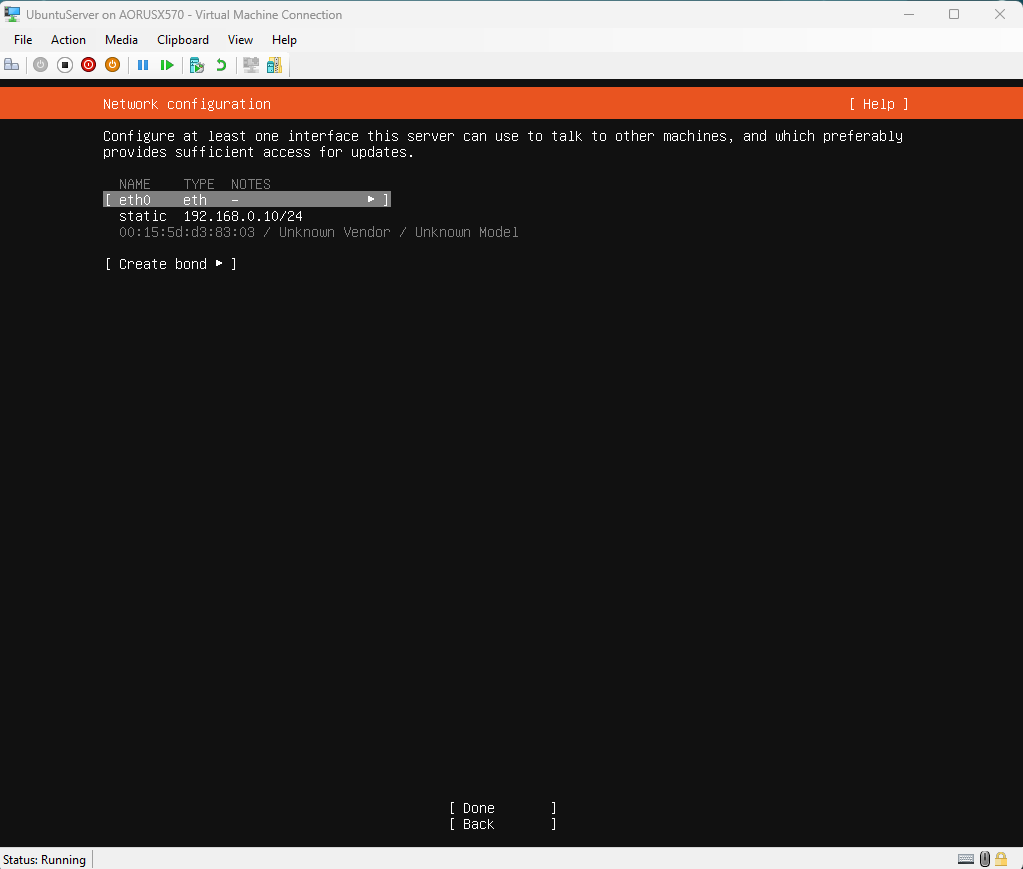 UbuntuServer on AORUSX570 - Virtual Machine Connection
File Action Media Clipboard View Help
Network configuration [ Help ]
Configure at least one interface this server can use to talk to other machines, and which preferably
provides sufficient access for updates.
NAME TYPE NOTES
[ eth0 eth - ▸ ]
static 192.168.0.10/24
00:15:5d:d3:83:03 / Unknown Vendor / Unknown Model
[ Create bond ▸ ]
[ Done ]
[ Back ]
Status: Running